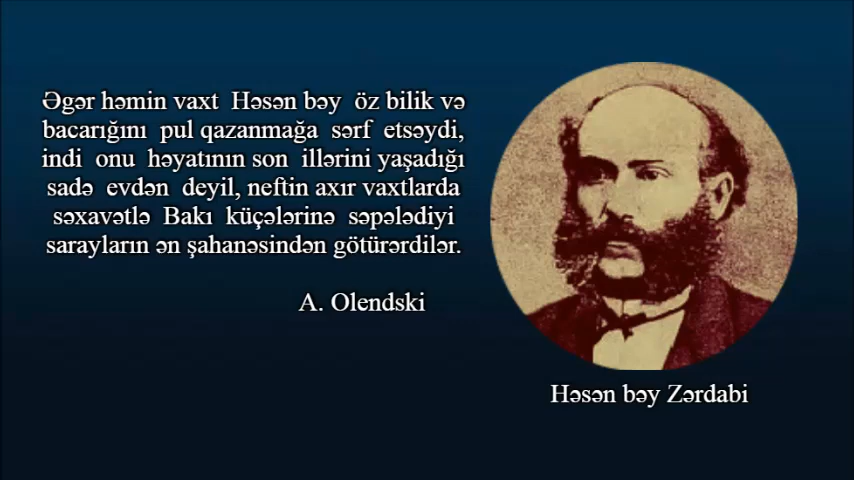 Əgər həmin vaxt Həsən bəy öz bilik və
bacarığını pul qazanmağa sərf etsəydi,
indi onu həyatının son illərini yaşadığı
sadə evdən deyil, neftin axır vaxtlarda
səxavətlə Bakı küçələrinə səpələdiyi
sarayların ən şahanəsindən götürərdilər.
A. Olendski
Həsən bəy Zərdabi